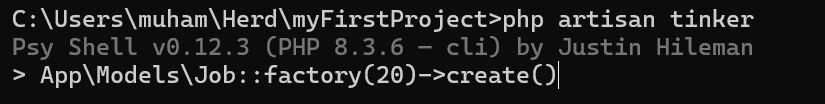 C:\Users\muham\Herd\myFirstProject>php artisan tinker
Psy Shell v0.12.3 (PHP 8.3.6 — cli) by Justin Hileman
> App\Models\Job::factory(20)->create()